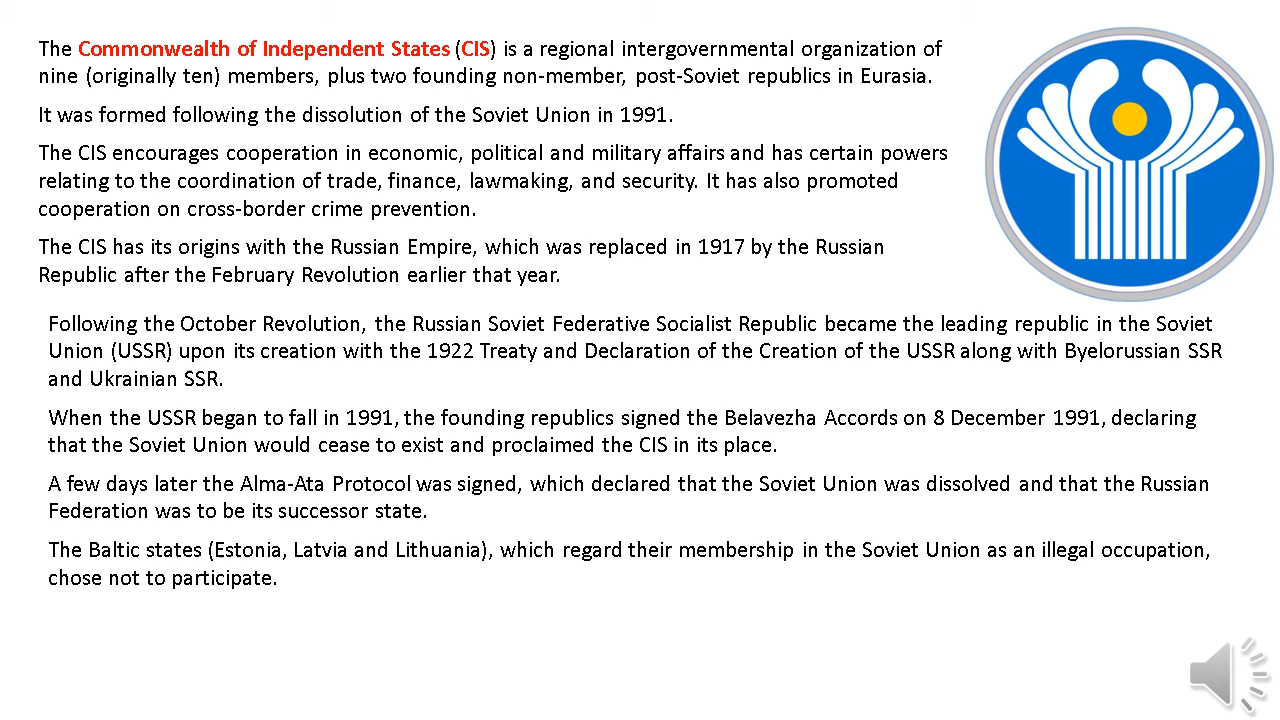 The Commonwealth of Independent States (CIS) is a regional intergovernmental organization of
nine (originally ten) members, plus two founding non-member, post-Soviet republics in Eurasia.
It was formed following the dissolution of the Soviet Union in 1991.
The CIS encourages cooperation in economic, political and military affairs and has certain powers
relating to the coordination of trade, finance, lawmaking, and security. It has also promoted
cooperation on cross-border crime prevention.
The CIS has its origins with the Russian Empire, which was replaced in 1917 by the Russian
Republic after the February Revolution earlier that year.
Following the October Revolution, the Russian Soviet Federative Socialist Republic became the leading republic in the Soviet
Union (USSR) upon its creation with the 1922 Treaty and Declaration of the Creation of the USSR along with Byelorussian SSR
and Ukrainian SSR.
When the USSR began to fall in 1991, the founding republics signed the Belavezha Accords on 8 December 1991, declaring
that the Soviet Union would cease to exist and proclaimed the CIS in its place.
A few days later the Alma-Ata Protocol was signed, which declared that the Soviet Union was dissolved and that the Russian
Federation was to be its successor state.
The Baltic states (Estonia, Latvia and Lithuania), which regard their membership in the Soviet Union as an illegal occupation,
chose not to participate.